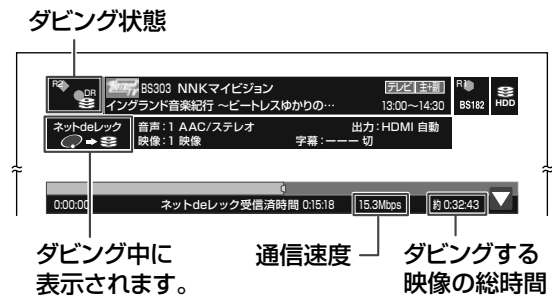 ダビング状態
R2 DR
BS303 NNKマイビジョン
テレビ 主+副
R1
イングランド音楽紀行 〜ビートレスゆかりの…
13:00〜14:30
BS182
HDD
ネットdeレック
音声:1 AAC/ステレオ
出力:HDMI 自動
映像:1 映像
字幕:ーーー 切
0:00:00
ネットdeレック受信済時間 0:15:18
15.3Mbps
約 0:32:43
ダビング中に
表示されます。
通信速度
ダビングする
映像の総時間